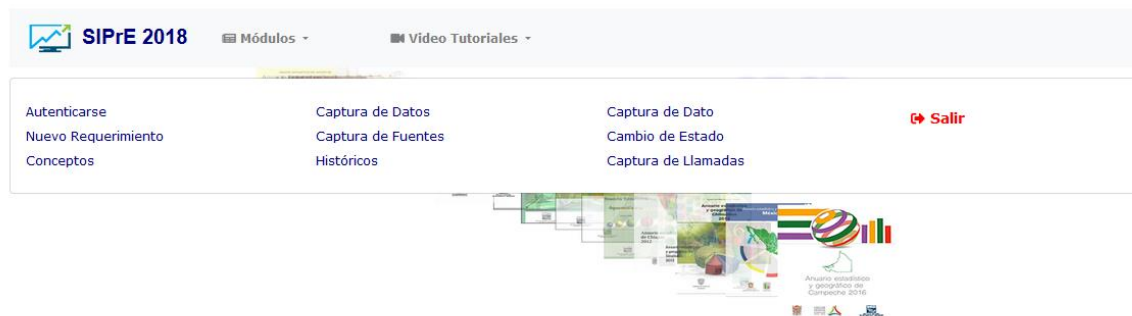 SIPrE 2018
Módulos
Video Tutoriales
Autenticarse
Nuevo Requerimiento
Conceptos
Captura de Datos
Captura de Fuentes
Históricos
Captura de Dato
Cambio de Estado
Captura de Llamadas
Salir
Anuario estadístico
y geográfico de
Campeche 2016